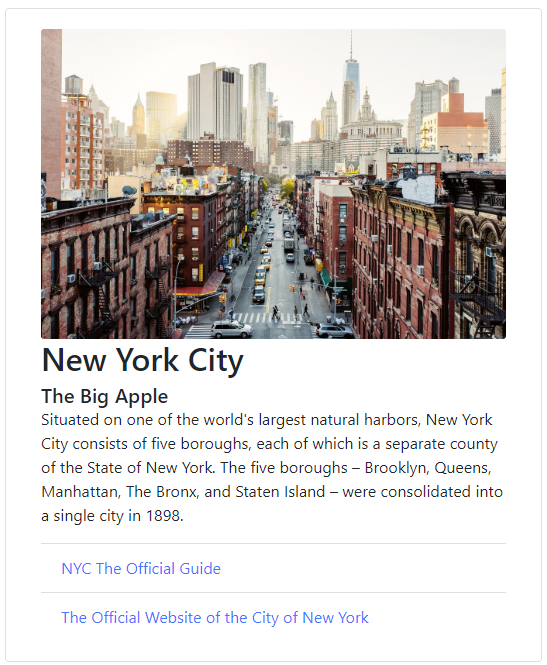 New York City
The Big Apple
Situated on one of the world's largest natural harbors, New York
City consists of five boroughs, each of which is a separate county
of the State of New York. The five boroughs – Brooklyn, Queens,
Manhattan, The Bronx, and Staten Island – were consolidated into
a single city in 1898.
NYC The Official Guide
The Official Website of the City of New York